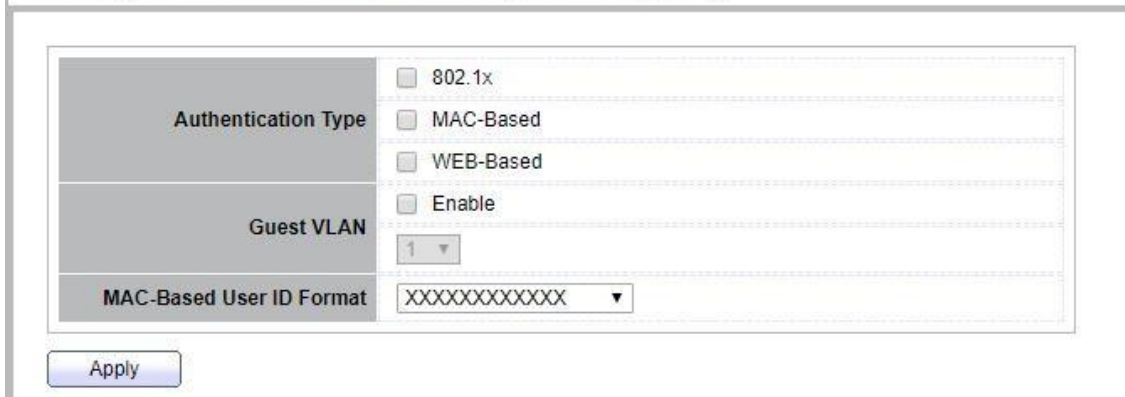 802.1x
Authentication Type
MAC-Based
WEB-Based
Enable
Guest VLAN
1
MAC-Based User ID Format
XXXXXXXXXXXX
Apply